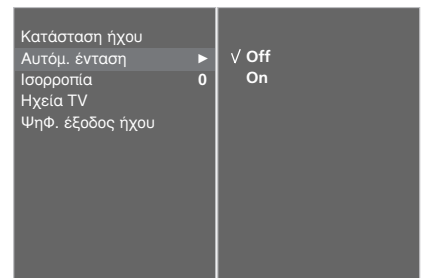 Κατάσταση ήχου
Αυτόμ. ένταση ► √ Off
Ισορροπία 0 On
Ηχεία TV
ΨηΦ. έξοδος ήχου